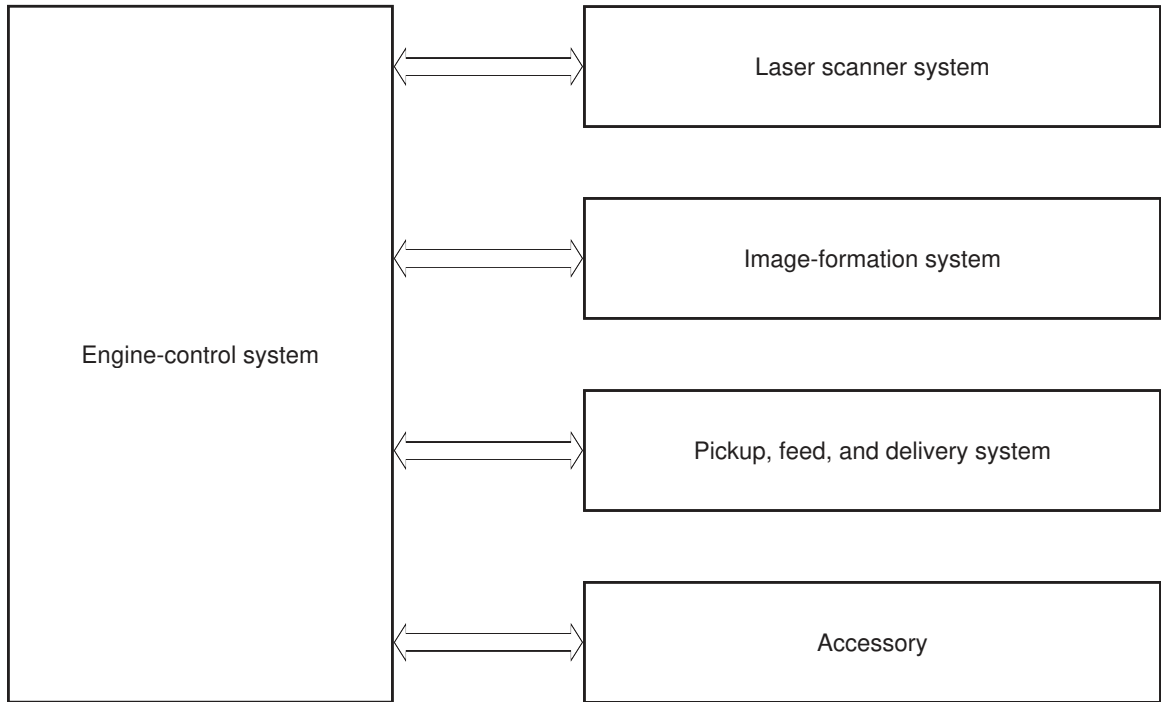 Laser scanner system
Image-formation system
Engine-control system
Pickup, feed, and delivery system
Accessory